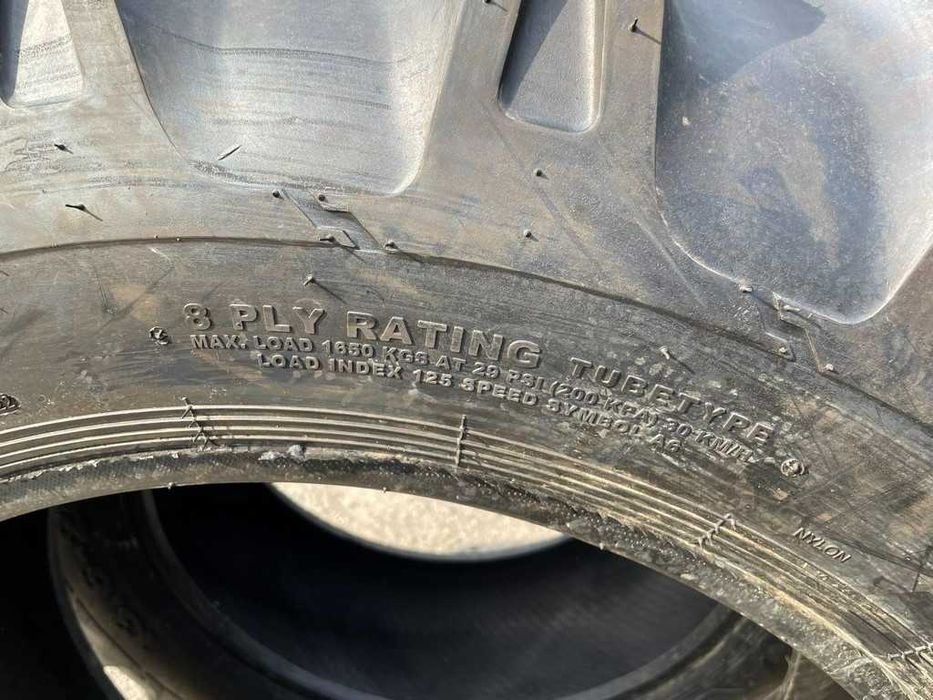 8 PLY RATING TUBETYPE
MAX. LOAD 1650 KGS AT 29 PSI (200 KPA) 30 KM/H
LOAD INDEX 125 SPEED SYMBOL A6
NYLON